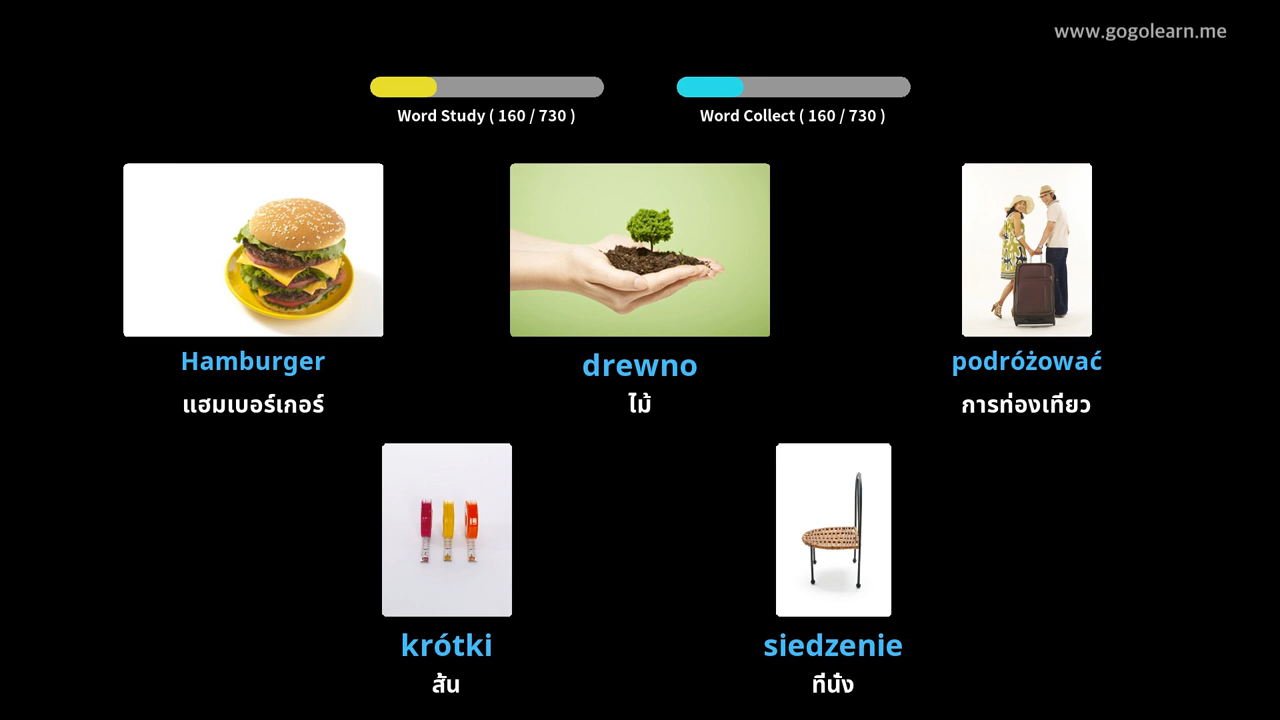 www.gogolearn.me
Word Study ( 160 / 730 )
Word Collect ( 160 / 730 )
Hamburger
drewno
podróżować
แฮมเบอร์เกอร์
ไม้
การท่องเที่ยว
krótki
siedzenie
สั้น
ที่นั่ง